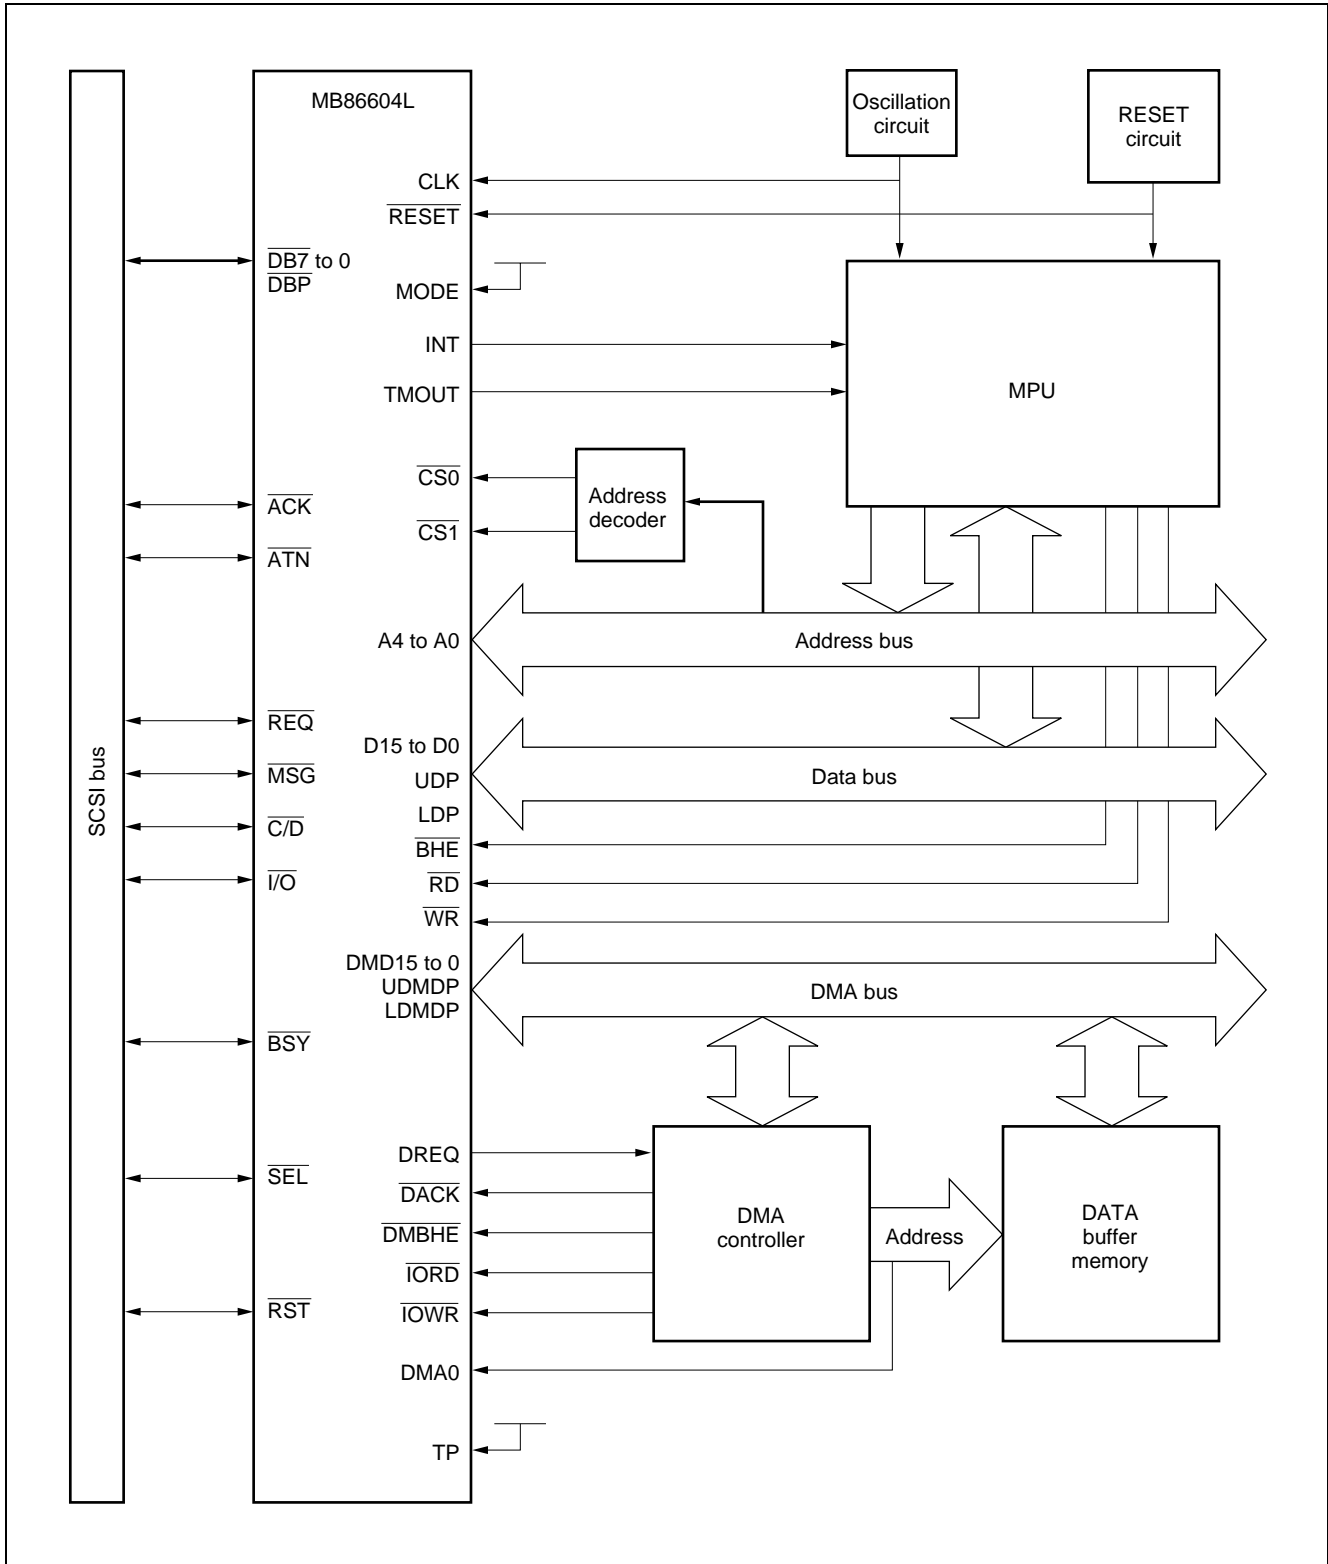 MB86604L
Oscillation
circuit
RESET
circuit
CLK
RESET
DB7 to 0
DBP
MODE
INT
MPU
TMOUT
CS0
Address
decoder
ACK
CS1
ATN
A4 to A0
Address bus
REQ
D15 to D0
MSG
UDP
Data bus
SCSI bus
LDP
C/D
BHE
I/O
RD
WR
DMD15 to 0
UDMDP
LDMDP
DMA bus
BSY
DREQ
SEL
DACK
DMBHE
DMA
controller
Address
DATA
buffer
memory
IORD
RST
IOWR
DMA0
TP